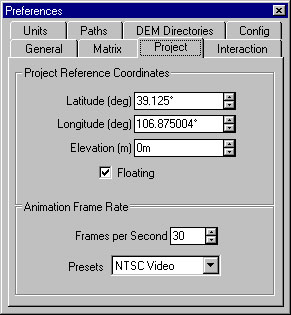 Preferences
Units Paths DEM Directories Config
General Matrix Project Interaction
Project Reference Coordinates
Latitude (deg) 39.125°
Longitude (deg) 106.875004°
Elevation (m) 0m
Floating
Animation Frame Rate
Frames per Second 30
Presets NTSC Video